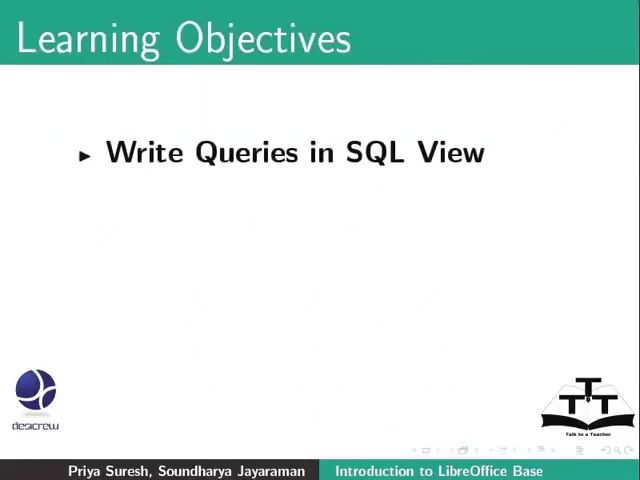 Learning Objectives
► Write Queries in SQL View
desicrew
T
T T
Talk to a Teacher
Priya Suresh, Soundharya Jayaraman Introduction to LibreOffice Base